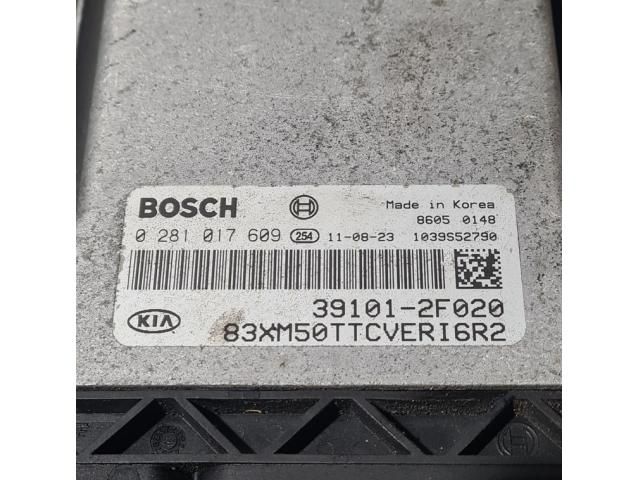 BOSCH
Made in Korea
8605 0148
0 281 017 609 254 11-08-23 1039S52790
39101-2F020
KIA 83XM50TTCVERI6R2